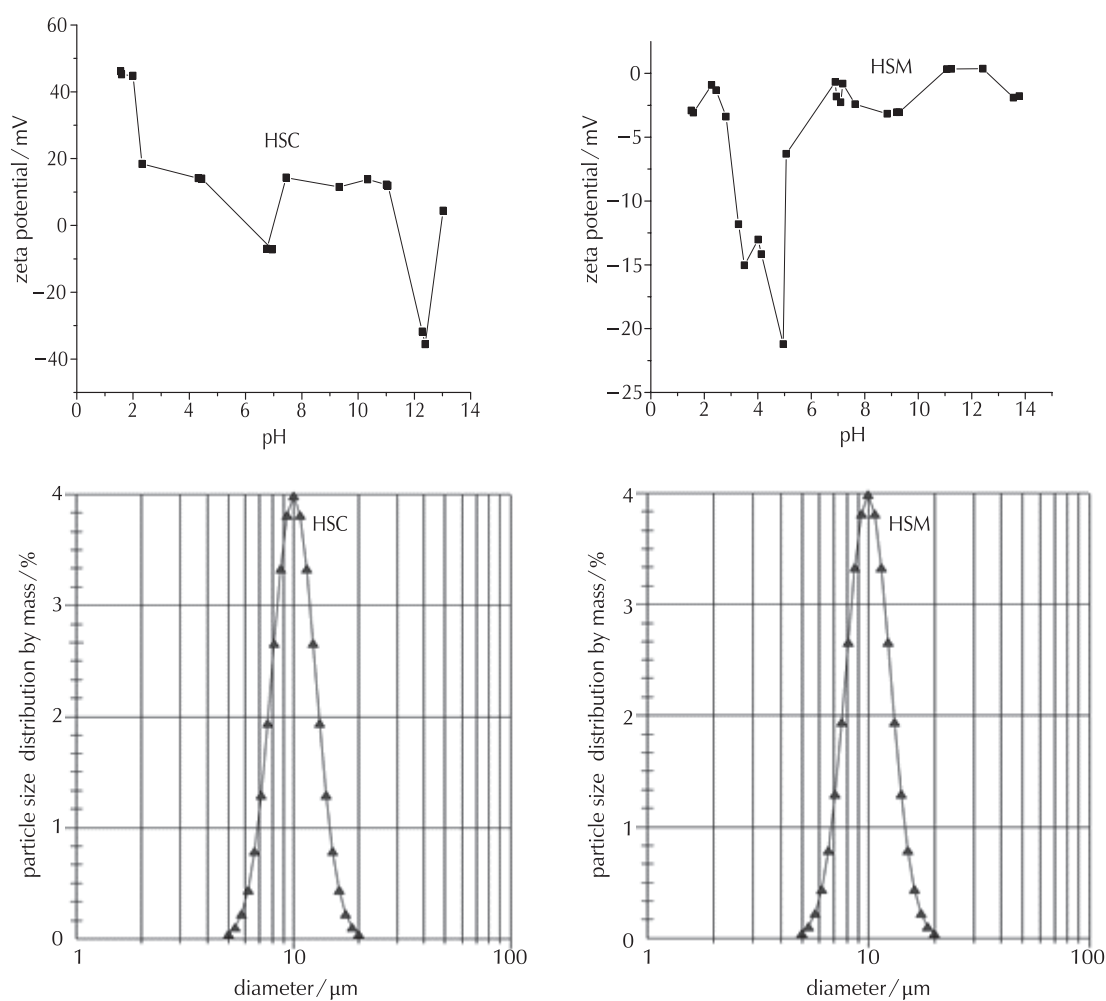 60
40
20
0
−20
−40
zeta potential/mV
HSC
0 2 4 6 8 10 12 14
pH
0
−5
−10
−15
−20
−25
zeta potential/mV
HSM
0 2 4 6 8 10 12 14
pH
4
3
2
1
0
particle size distribution by mass/%
HSC
1 10 100
diameter/μm
4
3
2
1
0
particle size distribution by mass/%
HSM
1 10 100
diameter/μm